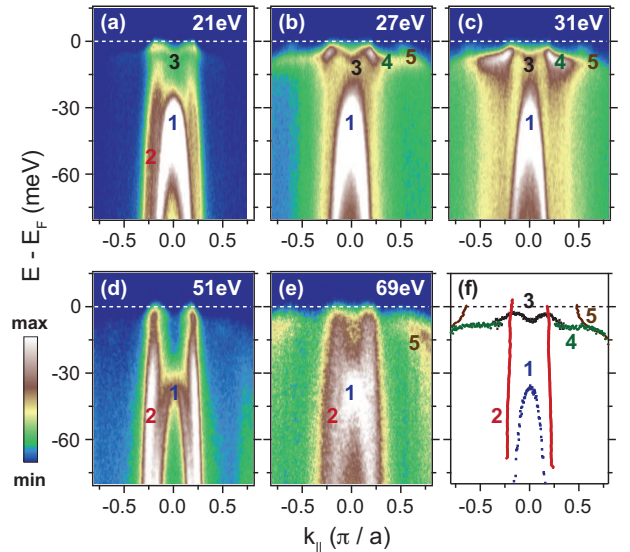 (a) 21eV (b) 27eV (c) 31eV
0 3 3 4 5 3 4 5
-30 1 1 1
2
-60
-0.5 0.0 0.5 -0.5 0.0 0.5 -0.5 0.0 0.5
E - E_F (meV)
(d) 51eV (e) 69eV (f)
max
0 3
5 5
4
-30 1 1 1
2 2 2
-60
min
-0.5 0.0 0.5 -0.5 0.0 0.5 -0.5 0.0 0.5
k_|| (π / a)